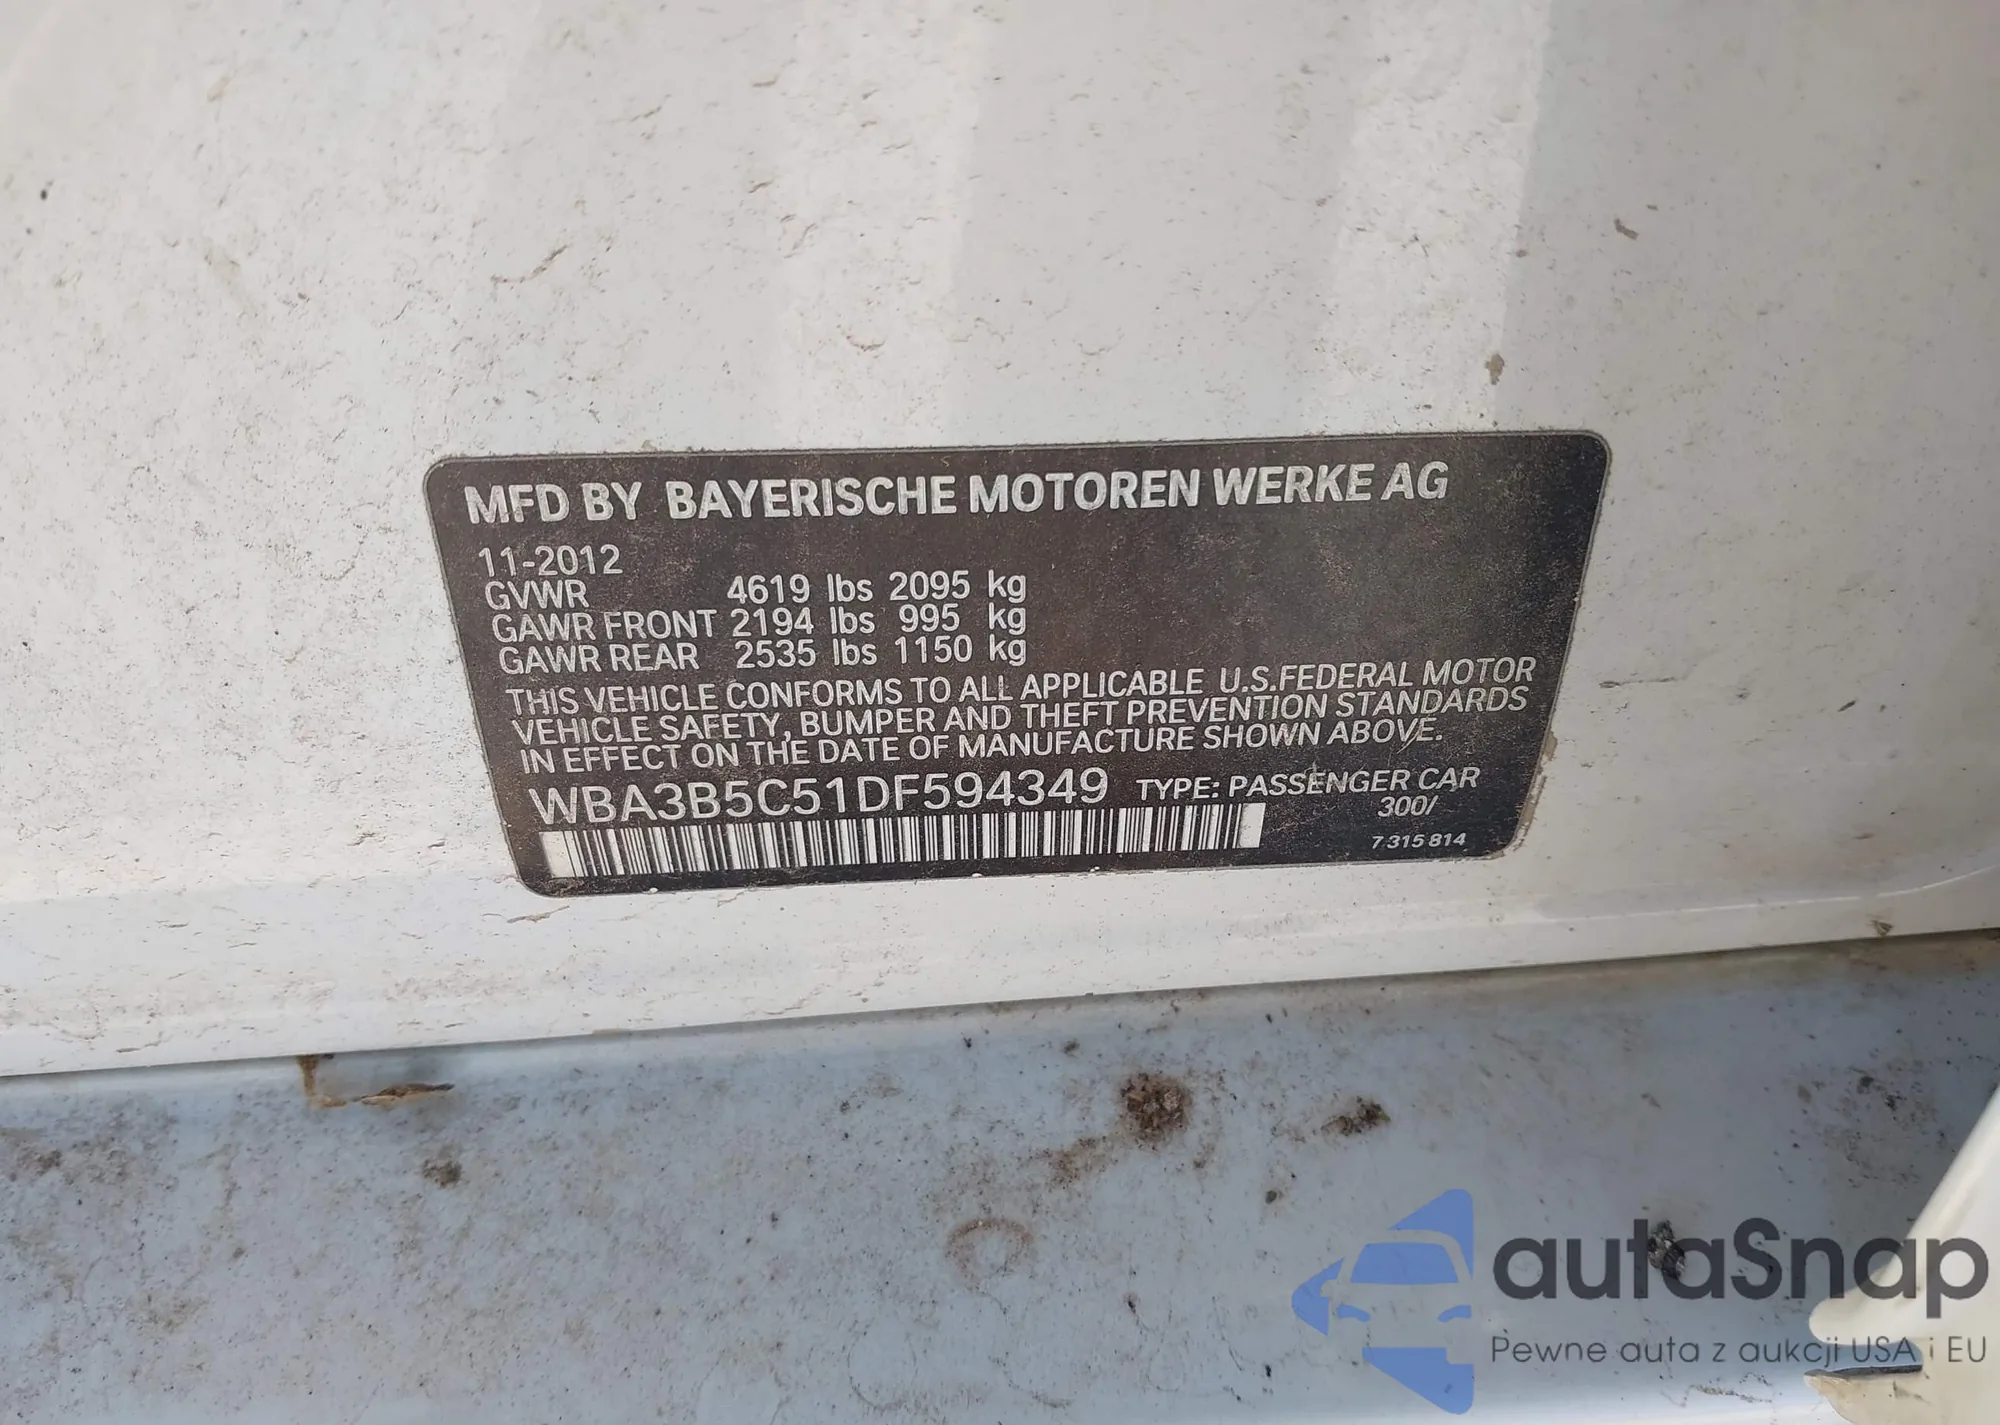 MFD BY BAYERISCHE MOTOREN WERKE AG
11-2012
GVWR 4619 lbs 2095 kg
GAWR FRONT 2194 lbs 995 kg
GAWR REAR 2535 lbs 1150 kg
THIS VEHICLE CONFORMS TO ALL APPLICABLE U.S.FEDERAL MOTOR
VEHICLE SAFETY, BUMPER AND THEFT PREVENTION STANDARDS
IN EFFECT ON THE DATE OF MANUFACTURE SHOWN ABOVE.
WBA3B5C51DF594349 TYPE: PASSENGER CAR
300/
7 315 814
autaSnap
Pewne auta z aukcji USA i EU